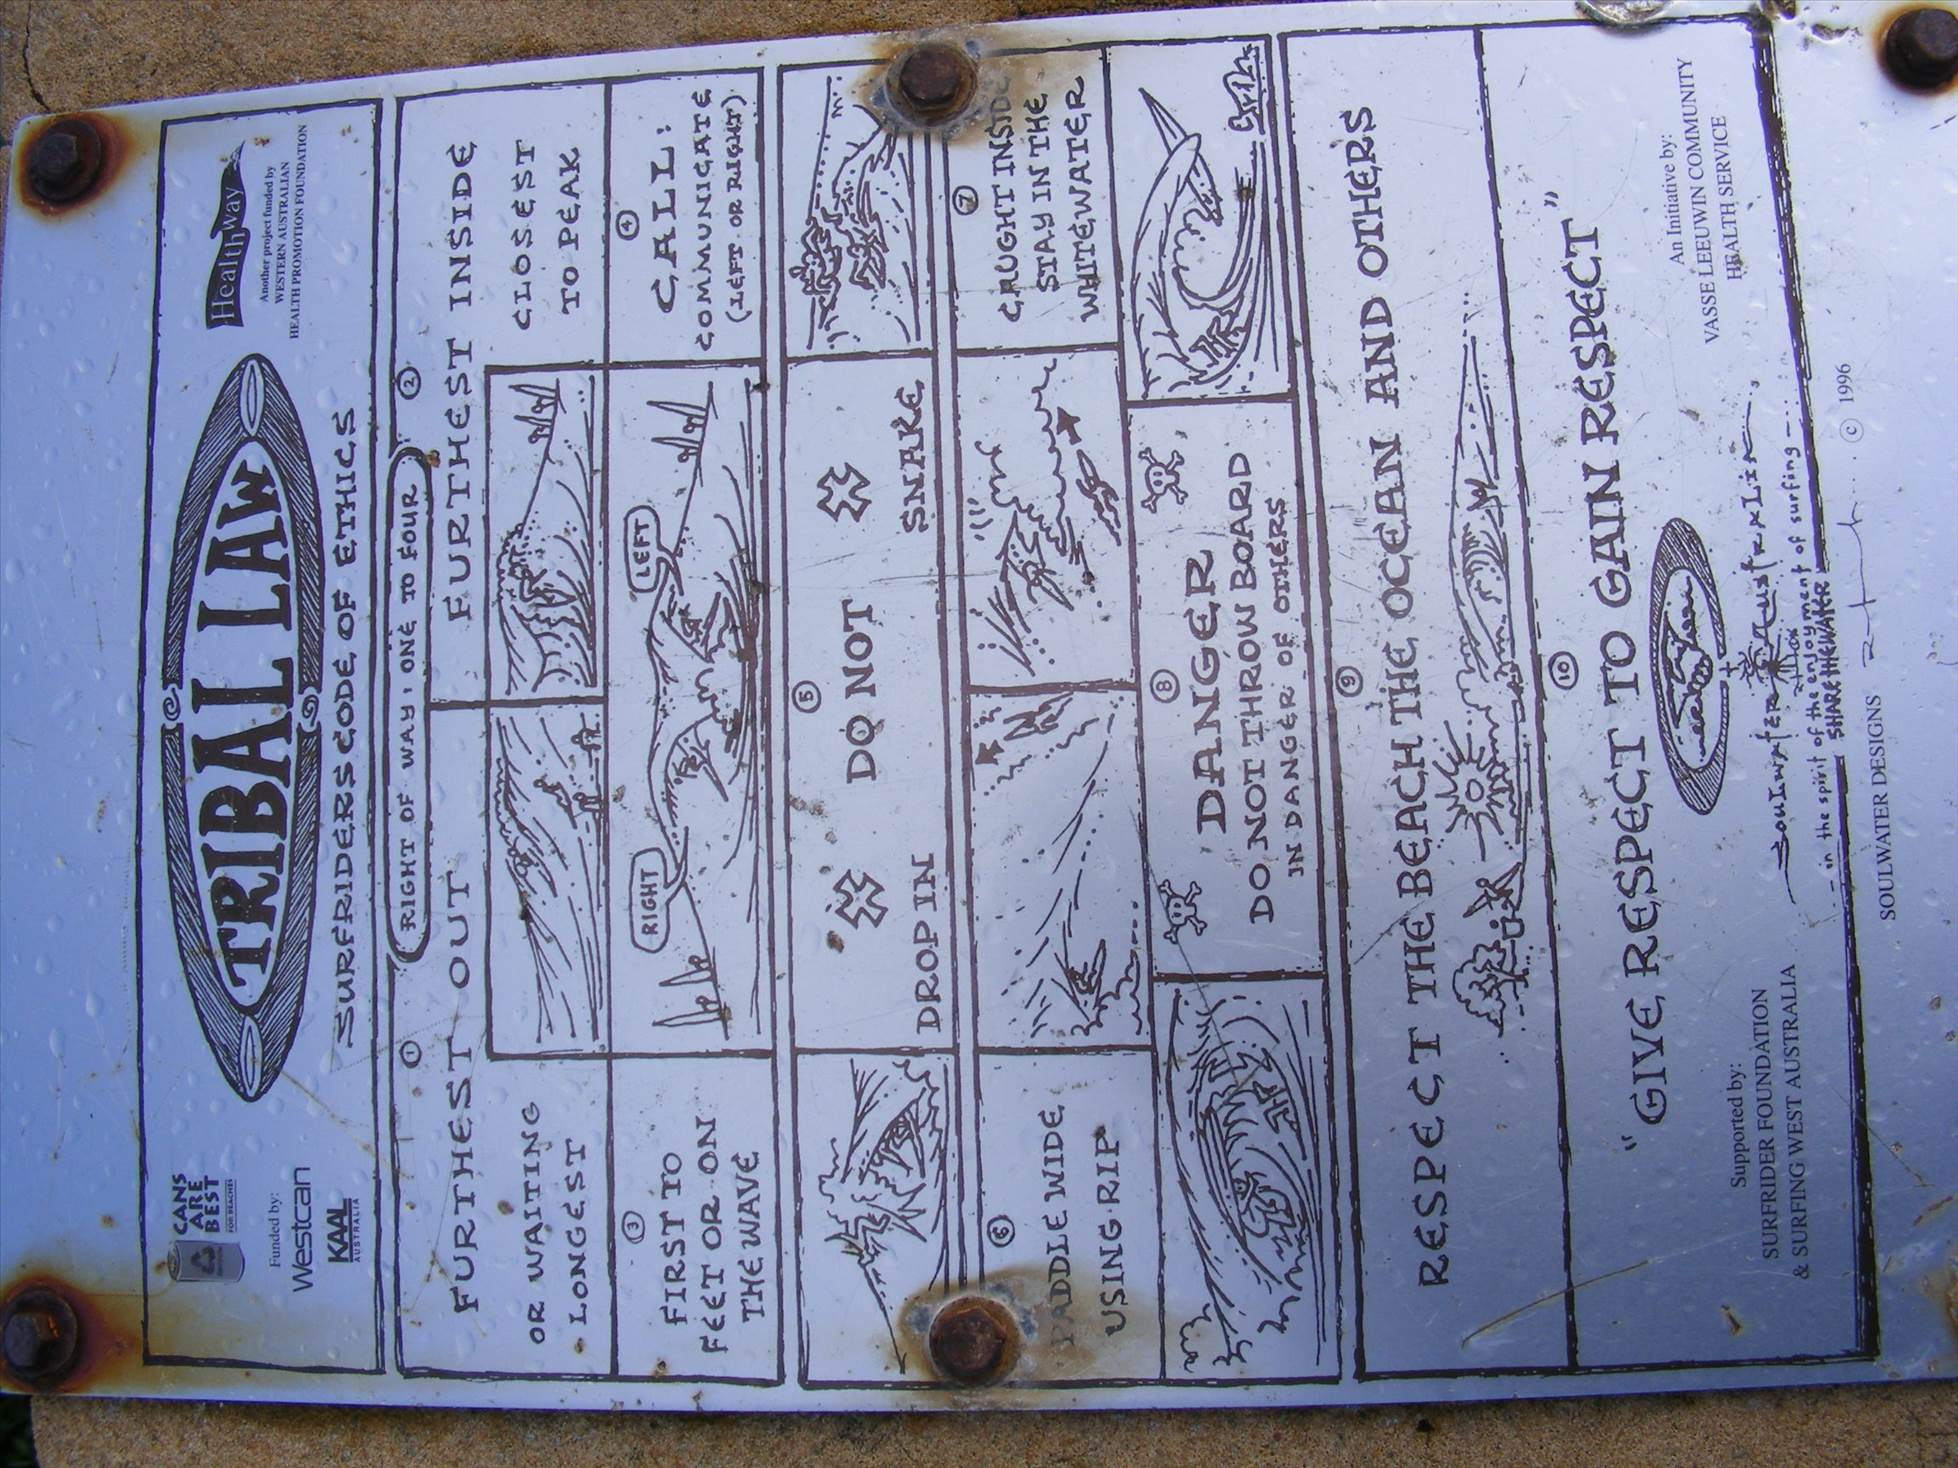 CANS
ARE
BEST
FOR BEACHES
Funded by:
Westcan
KAAL
AUSTRALIA
TRIBAL LAW
SURFRIDERS CODE OF ETHICS
Healthway
Another project funded by
WESTERN AUSTRALIAN
HEALTH PROMOTION FOUNDATION
RIGHT OF WAY: ONE TO FOUR
1
FURTHEST OUT
OR WAITING
LONGEST
2
FURTHEST INSIDE
CLOSEST
TO PEAK
3
FIRST TO
FEET OR ON
THE WAVE
RIGHT
LEFT
4
CALL:
COMMUNICATE
(LEFT OR RIGHT)
5
DO NOT
DROP IN
SNAKE
6
PADDLE WIDE
USING RIP
7
CAUGHT INSIDE
STAY IN THE
WHITEWATER
8
DANGER
DO NOT THROW BOARD
IN DANGER OF OTHERS
9
RESPECT THE BEACH THE OCEAN AND OTHERS
10
"GIVE RESPECT TO GAIN RESPECT"
Supported by:
SURFRIDER FOUNDATION
& SURFING WEST AUSTRALIA
Soulwater Australia
- in the spirit of the enjoyment of surfing -
SHARE THE WATER
An Initiative by:
VASSE LEEUWIN COMMUNITY
HEALTH SERVICE
SOULWATER DESIGNS
© 1996